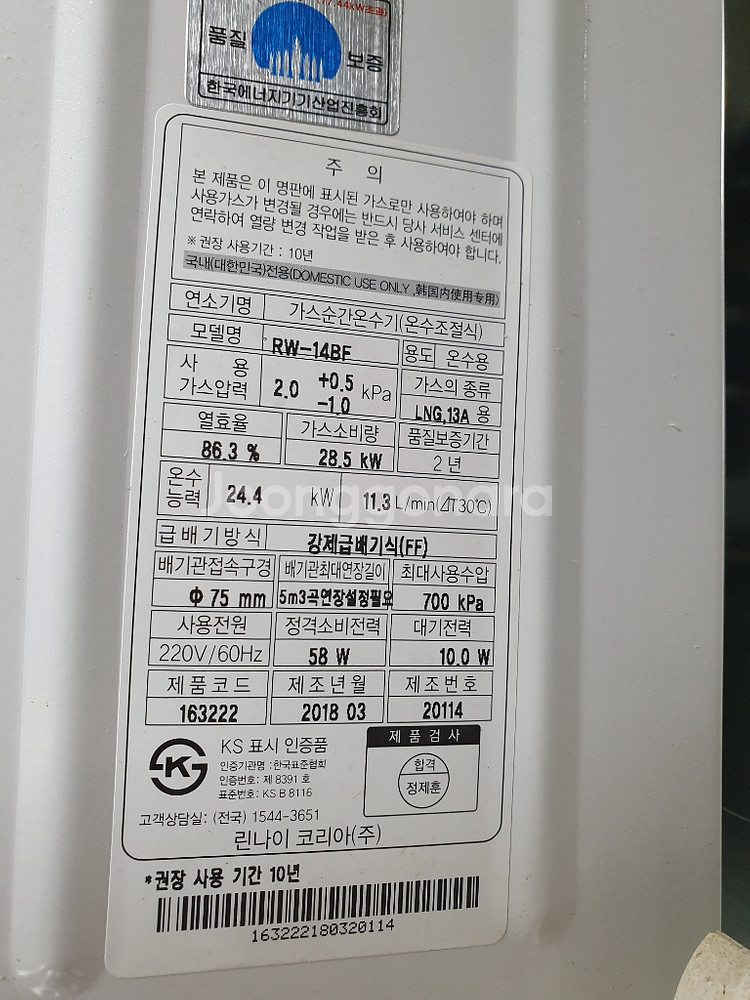 7.44kW초과)
품질 보증
한국에너지기기산업진흥회
주 의
본 제품은 이 명판에 표시된 가스로만 사용하여야 하며
사용가스가 변경될 경우에는 반드시 당사 서비스 센터에
연락하여 열량 변경 작업을 받은 후 사용하여야 합니다.
※ 권장 사용기간 : 10년
국내(대한민국)전용(DOMESTIC USE ONLY ,韩国内使用专用)
연소기명 가스순간온수기(온수조절식)
모델명 RW-14BF 용도 온수용
사 용 가스압력 2.0 +0.5 -1.0 kPa 가스의 종류
LNG,13A 용
열효율 가스소비량 품질보증기간
86.3 % 28.5 kW 2 년
온수 능력 24.4 kW 11.3 L/min(⊿T30℃)
Joonggonara
급배기방식 강제급배기식(FF)
배기관접속구경 배기관최대연장길이 최대사용수압
Φ 75 mm 5m3곡연장설정필요 700 kPa
사용전원 정격소비전력 대기전력
220V/60Hz 58 W 10.0 W
제품코드 제조년월 제조번호
163222 2018 03 20114
KS 표시 인증품
인증기관명 : 한국표준협회
인증번호: 제 8391 호
표준번호: KS B 8116
제 품 검 사
합격
정제훈
고객상담실: (전국) 1544-3651
린나이 코리아(주)
*권장 사용 기간 10년
163222180320114